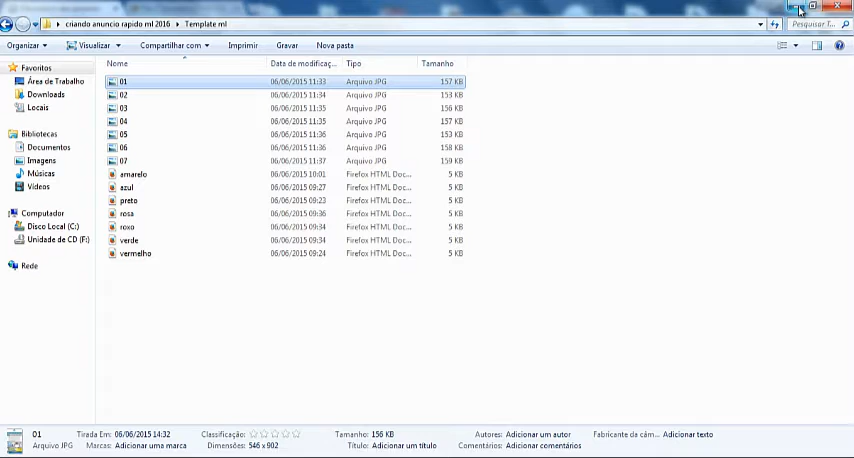 criando anuncio rapido ml 2016 ▸ Template ml
Pesquisar T...
Organizar Visualizar Compartilhar com Imprimir Gravar Nova pasta
Nome Data de modificaç... Tipo Tamanho
Favoritos
Área de Trabalho
Downloads
Locais
Bibliotecas
Documentos
Imagens
Músicas
Vídeos
Computador
Disco Local (C:)
Unidade de CD (F:)
Rede
01 06/06/2015 11:33 Arquivo JPG 157 KB
02 06/06/2015 11:34 Arquivo JPG 153 KB
03 06/06/2015 11:35 Arquivo JPG 156 KB
04 06/06/2015 11:35 Arquivo JPG 157 KB
05 06/06/2015 11:36 Arquivo JPG 153 KB
06 06/06/2015 11:36 Arquivo JPG 158 KB
07 06/06/2015 11:37 Arquivo JPG 159 KB
amarelo 06/06/2015 10:01 Firefox HTML Doc... 5 KB
azul 06/06/2015 09:27 Firefox HTML Doc... 5 KB
preto 06/06/2015 09:23 Firefox HTML Doc... 5 KB
rosa 06/06/2015 09:36 Firefox HTML Doc... 5 KB
roxo 06/06/2015 09:34 Firefox HTML Doc... 5 KB
verde 06/06/2015 09:34 Firefox HTML Doc... 5 KB
vermelho 06/06/2015 09:24 Firefox HTML Doc... 5 KB
01 Tirada Em: 06/06/2015 14:32 Classificação: Tamanho: 156 KB Autores: Adicionar um autor Fabricante da câm... Adicionar texto
Arquivo JPG Marcas: Adicionar uma marca Dimensões: 546 x 902 Título: Adicionar um título Comentários: Adicionar comentários